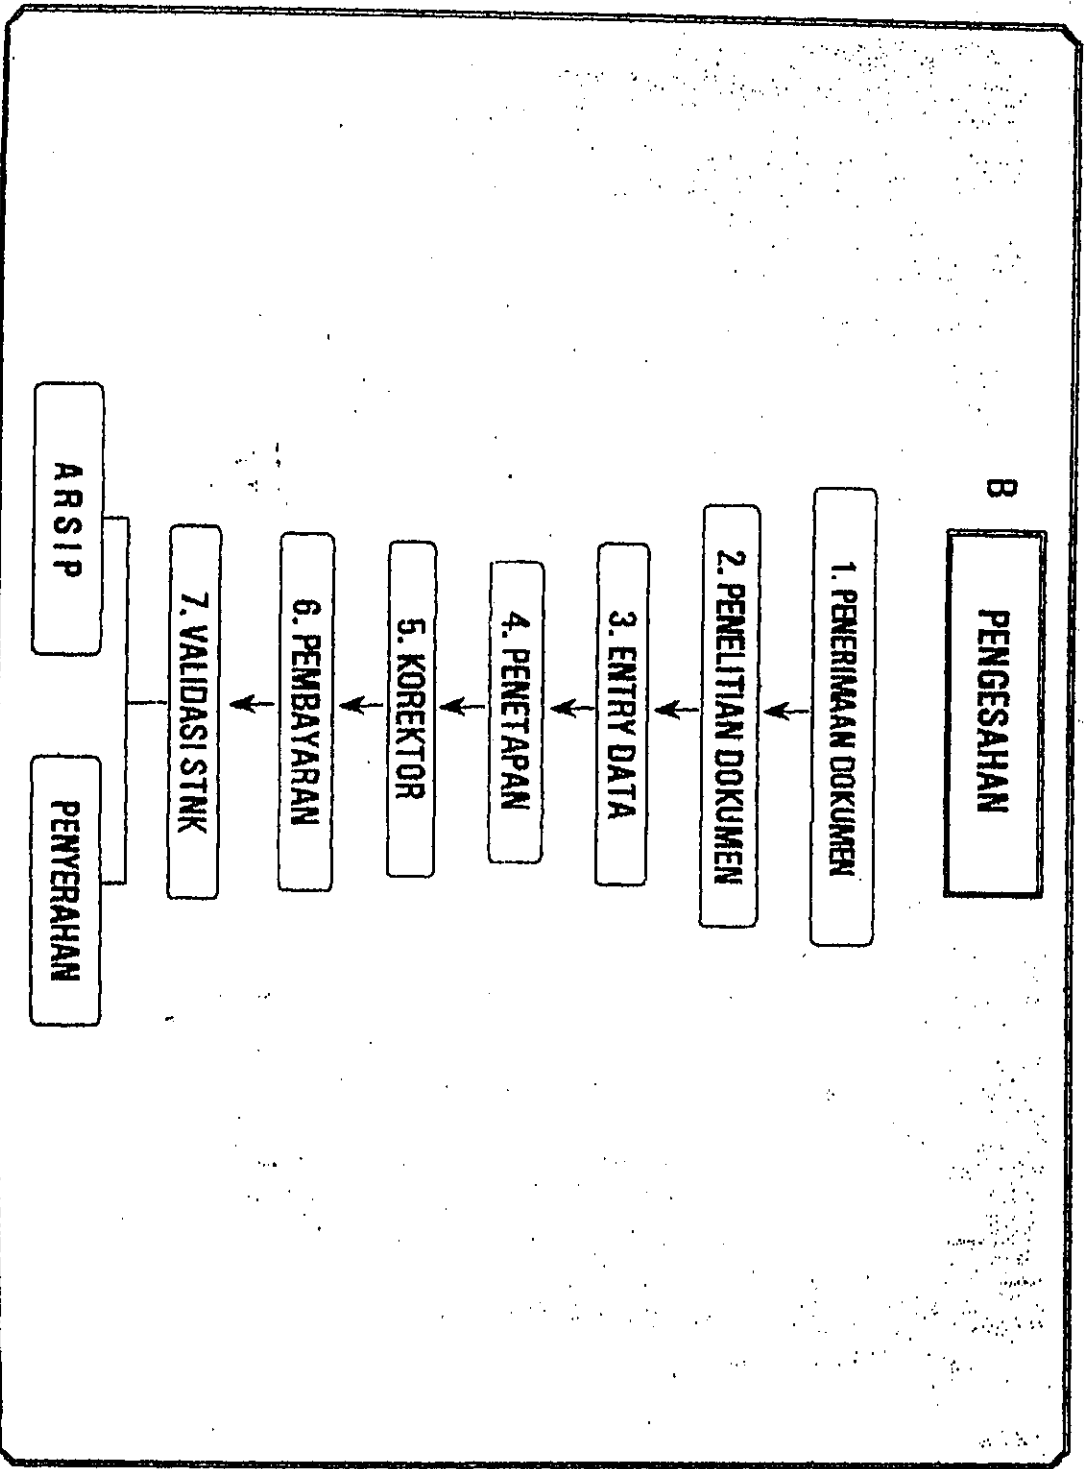 B
PENGESAHAN
1. PENERIMAAN DOKUMEN
2. PENELITIAN DOKUMEN
3. ENTRY DATA
4. PENETAPAN
5. KOREKTOR
6. PEMBAYARAN
7. VALIDASI STNK
ARSIP
PENYERAHAN